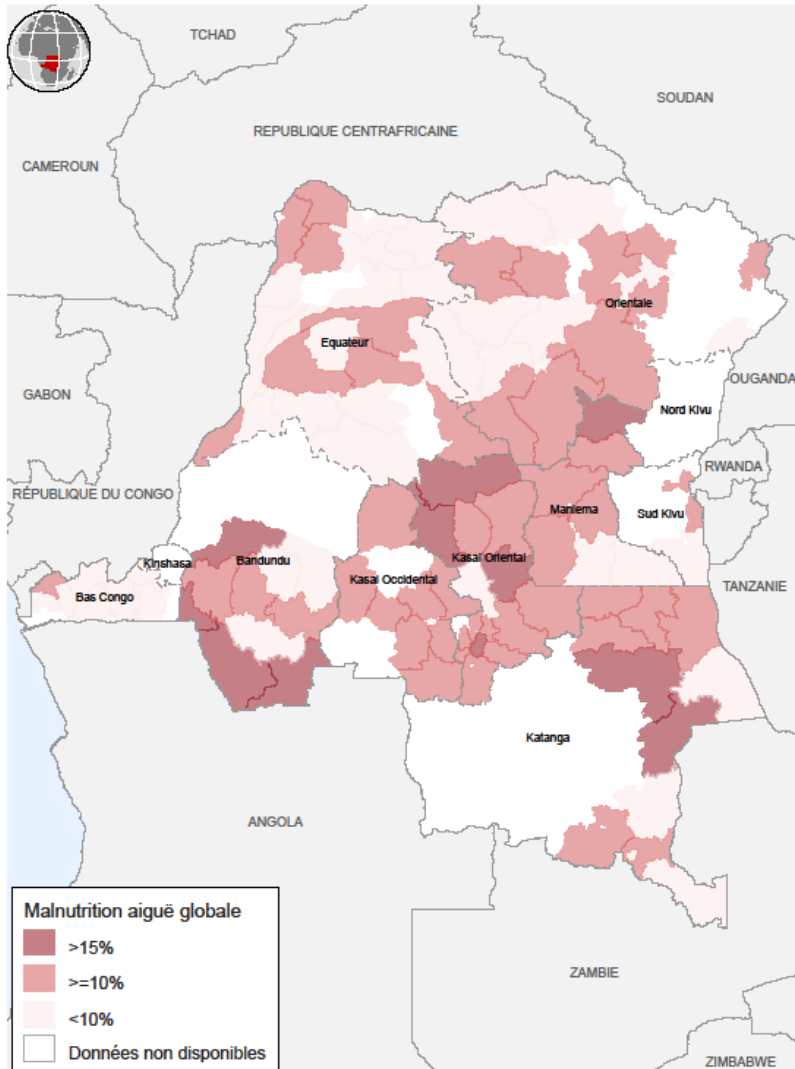 TCHAD
SOUDAN
REPUBLIQUE CENTRAFRICAINE
CAMEROUN
Orientale
Equateur
OUGANDA
GABON
Nord Kivu
RWANDA
RÉPUBLIQUE DU CONGO
Maniema
Sud Kivu
Kinshasa
Bandundu
Kasai Oriental
Kasai Occidental
TANZANIE
Bas Congo
Katanga
ANGOLA
Malnutrition aiguë globale
>15%
>=10%
<10%
Données non disponibles
ZAMBIE
ZIMBABWE